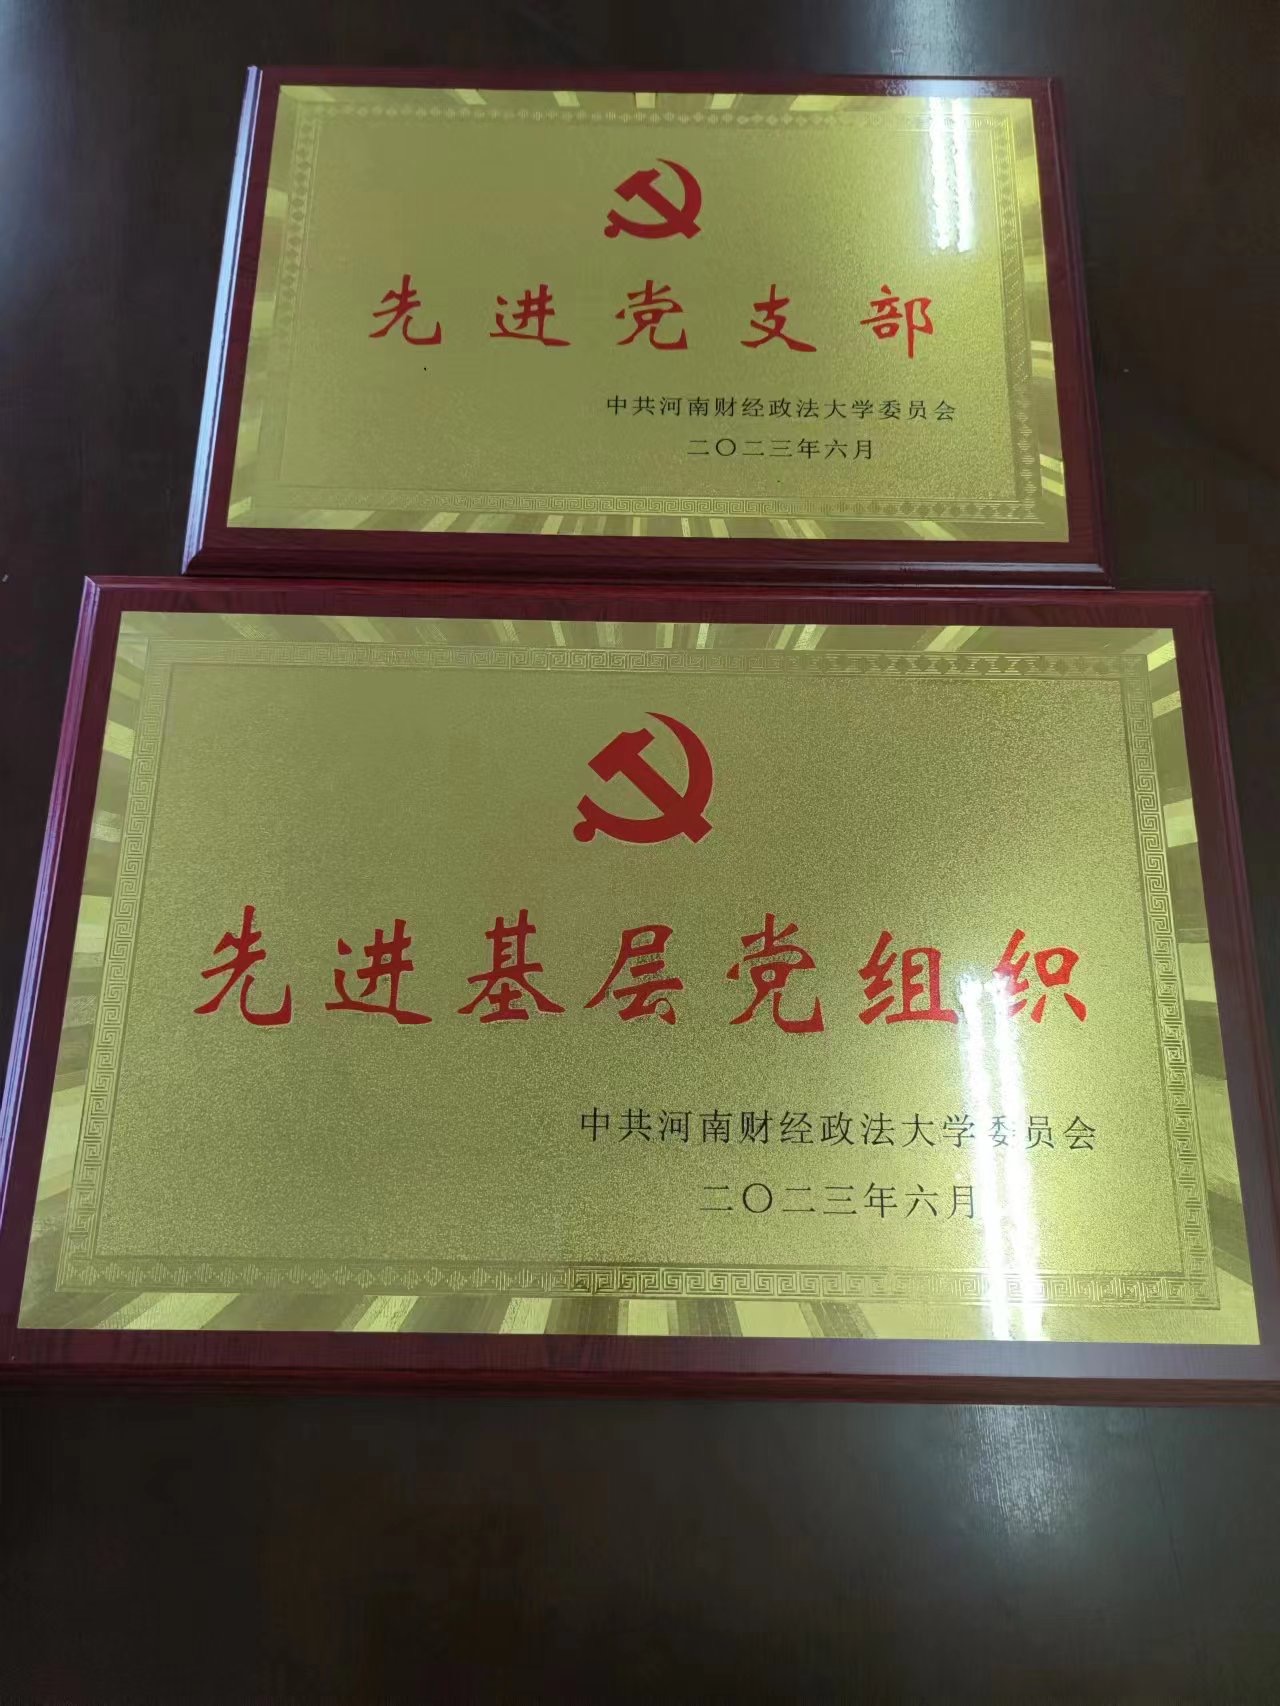 先进党支部
中共河南财经政法大学委员会
二〇二三年六月
先进基层党组织
中共河南财经政法大学委员会
二〇二三年六月